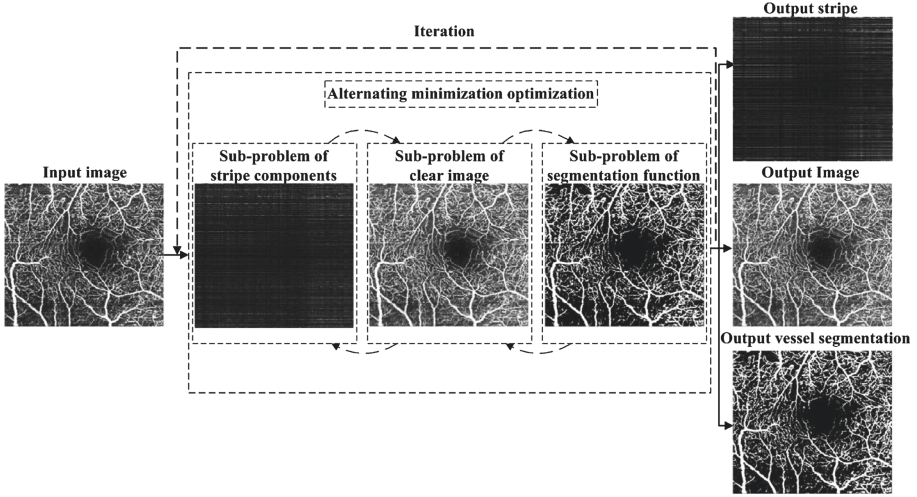 Output stripe
Iteration
Alternating minimization optimization
Input image
Sub-problem of
stripe components
Sub-problem of
clear image
Sub-problem of
segmentation function
Output Image
Output vessel segmentation